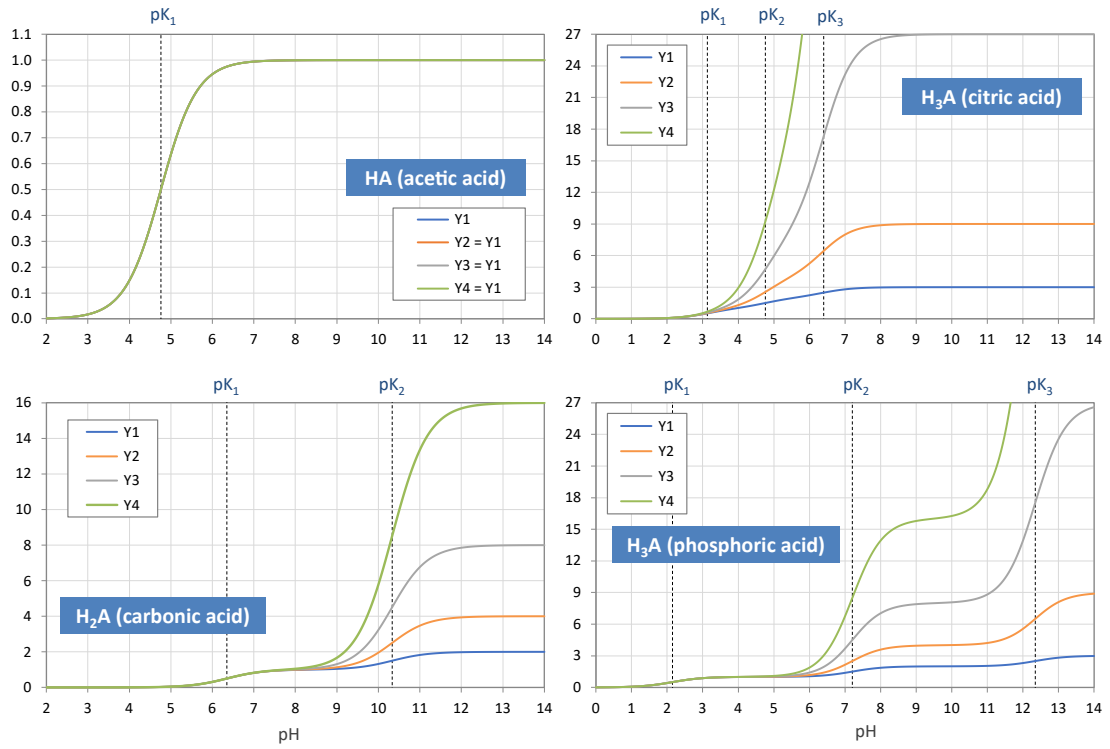 pK₁
1.1
1.0
0.9
0.8
0.7
0.6
0.5
0.4
0.3
0.2
0.1
0.0
HA (acetic acid)
Y1
Y2 = Y1
Y3 = Y1
Y4 = Y1
2 3 4 5 6 7 8 9 10 11 12 13 14
pK₁ pK₂ pK₃
27
24
21
18
15
12
9
6
3
0
Y1
Y2
Y3
Y4
H₃A (citric acid)
0 1 2 3 4 5 6 7 8 9 10 11 12 13 14
pK₁ pK₂
16
14
12
10
8
6
4
2
0
Y1
Y2
Y3
Y4
H₂A (carbonic acid)
2 3 4 5 6 7 8 9 10 11 12 13 14
pH
pK₁ pK₂ pK₃
27
24
21
18
15
12
9
6
3
0
Y1
Y2
Y3
Y4
H₃A (phosphoric acid)
0 1 2 3 4 5 6 7 8 9 10 11 12 13 14
pH